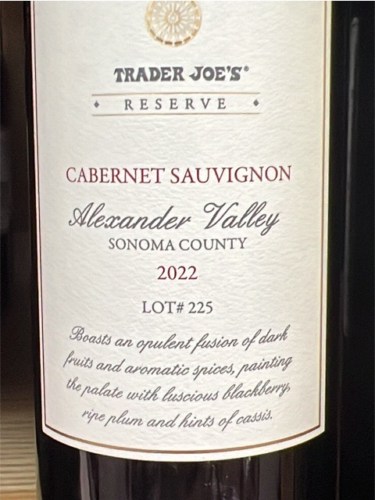 TRADER JOE'S®
RESERVE
CABERNET SAUVIGNON
Alexander Valley
SONOMA COUNTY
2022
LOT# 225
Boasts an opulent fusion of dark
fruits and aromatic spices, painting
the palate with luscious blackberry,
ripe plum and hints of cassis.